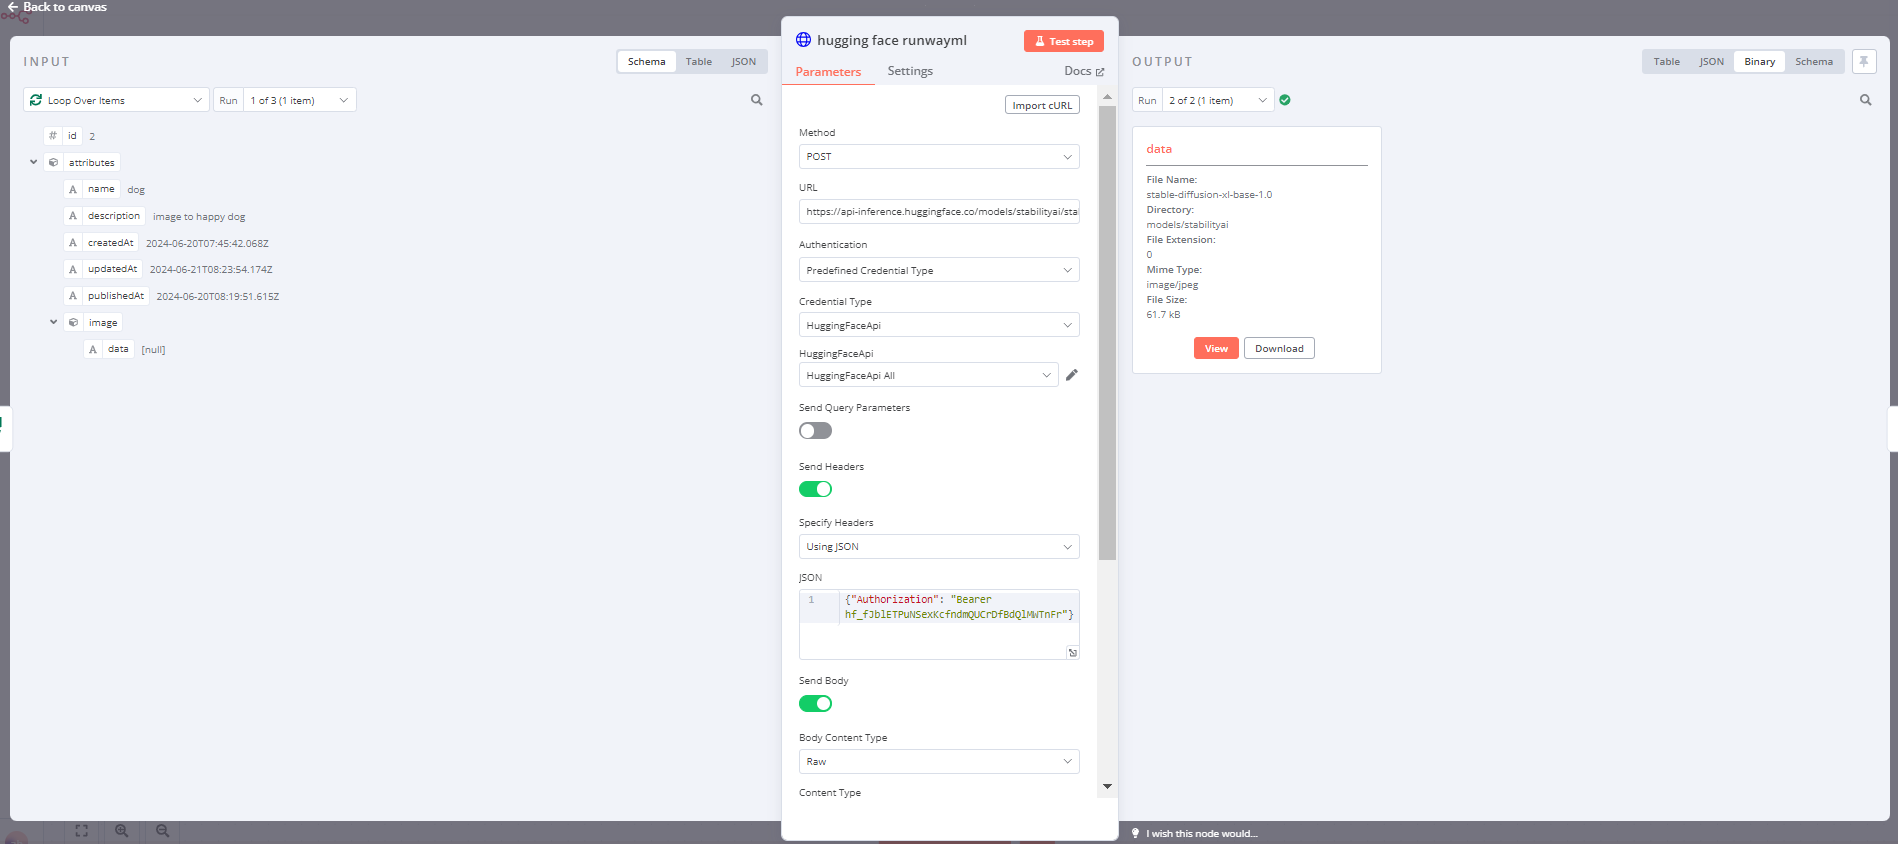 Back to canvas
INPUT
Schema
Table
JSON
Loop Over Items
Run
1 of 3 (1 item)
# id 2
attributes
A name dog
A description image to happy dog
A createdAt 2024-06-20T07:45:42.068Z
A updatedAt 2024-06-21T08:23:54.174Z
A publishedAt 2024-06-20T08:19:51.615Z
image
A data [null]
hugging face runwayml
Test step
Parameters
Settings
Docs
Import cURL
Method
POST
URL
https://api-inference.huggingface.co/models/stabilityai/sta
Authentication
Predefined Credential Type
Credential Type
HuggingFaceApi
HuggingFaceApi
HuggingFaceApi All
Send Query Parameters
Send Headers
Specify Headers
Using JSON
JSON
1 {"Authorization": "Bearer
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"}
Send Body
Body Content Type
Raw
Content Type
OUTPUT
Table
JSON
Binary
Schema
Run
2 of 2 (1 item)
data
File Name:
stable-diffusion-xl-base-1.0
Directory:
models/stabilityai
File Extension:
0
Mime Type:
image/jpeg
File Size:
61.7 kB
View
Download
I wish this node would...